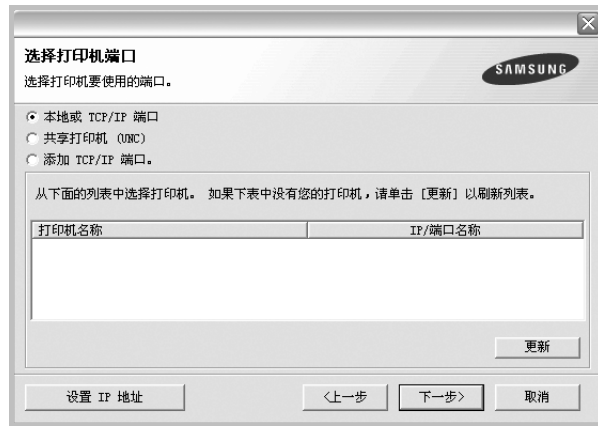 选择打印机端口
选择打印机要使用的端口。
SAMSUNG
本地或 TCP/IP 端口
共享打印机 (UNC)
添加 TCP/IP 端口。
从下面的列表中选择打印机。 如果下表中没有您的打印机，请单击 [更新] 以刷新列表。
打印机名称 IP/端口名称
更新
设置 IP 地址 <上一步 下一步> 取消